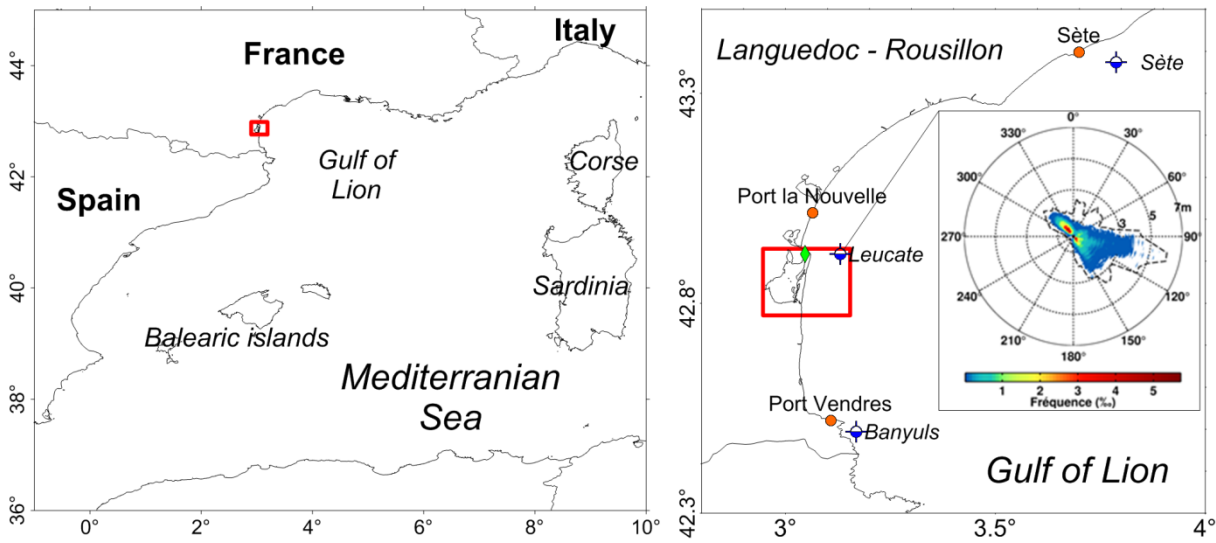 Italy
France
44°
42°
40°
38°
36°
Gulf of
Lion
Corse
Spain
Sardinia
Balearic islands
Mediterranian
Sea
0°
2°
4°
6°
8°
10°
Languedoc - Rousillon
Sète
Sète
43.3°
42.8°
42.3°
Port la Nouvelle
Leucate
Port Vendres
Banyuls
Gulf of Lion
3°
3.5°
4°
0°
330°
30°
300°
60°
7m
5
3
270°
90°
240°
120°
210°
150°
180°
1 2 3 4 5
Fréquence (‰)